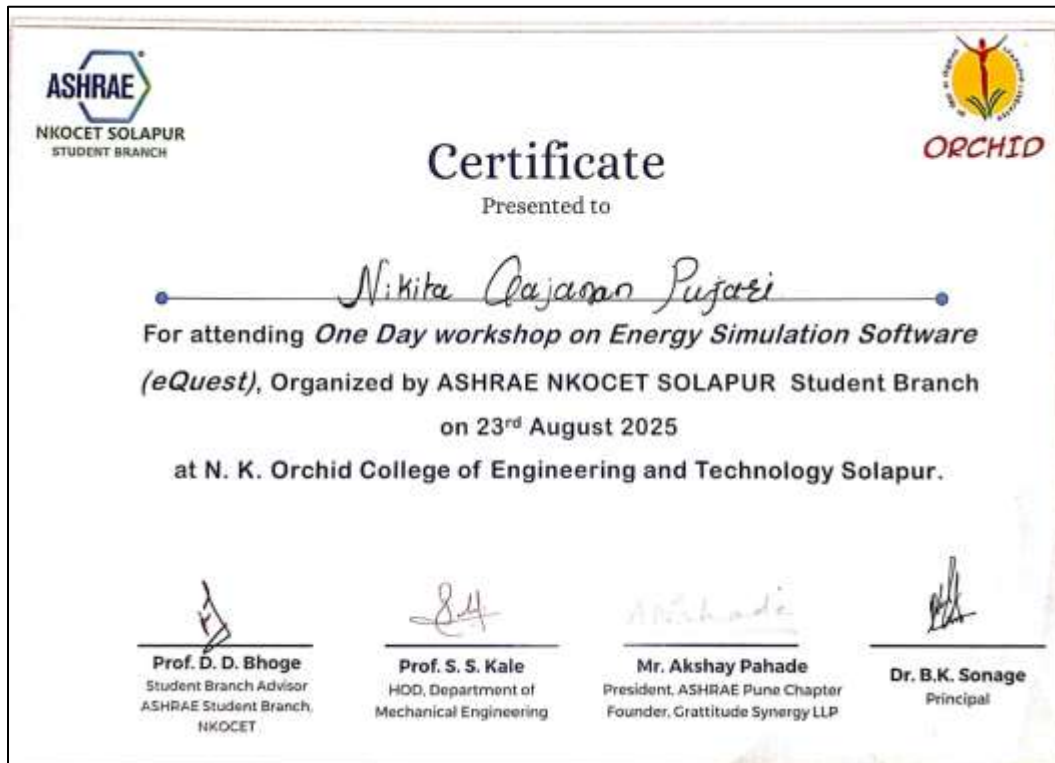 ASHRAE
NKOCET SOLAPUR
STUDENT BRANCH
ORCHID
Certificate
Presented to
Nikita Gajanan Pujari
For attending One Day workshop on Energy Simulation Software
(eQuest), Organized by ASHRAE NKOCET SOLAPUR Student Branch
on 23rd August 2025
at N. K. Orchid College of Engineering and Technology Solapur.
Prof. D. D. Bhoge
Student Branch Advisor
ASHRAE Student Branch,
NKOCET
Prof. S. S. Kale
HOD, Department of
Mechanical Engineering
Mr. Akshay Pahade
President, ASHRAE Pune Chapter
Founder, Grattitude Synergy LLP
Dr. B.K. Sonage
Principal